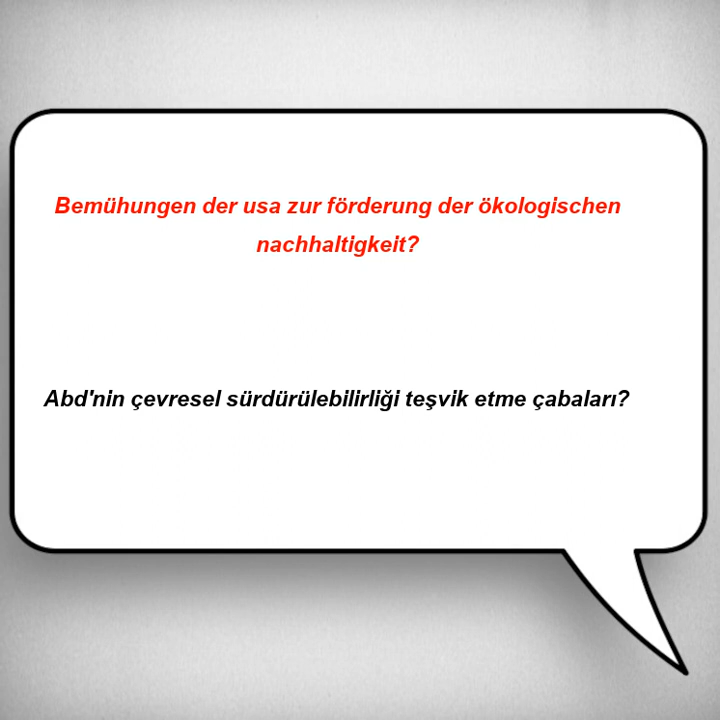 Bemühungen der usa zur förderung der ökologischen
nachhaltigkeit?
Abd'nin çevresel sürdürülebilirliği teşvik etme çabaları?